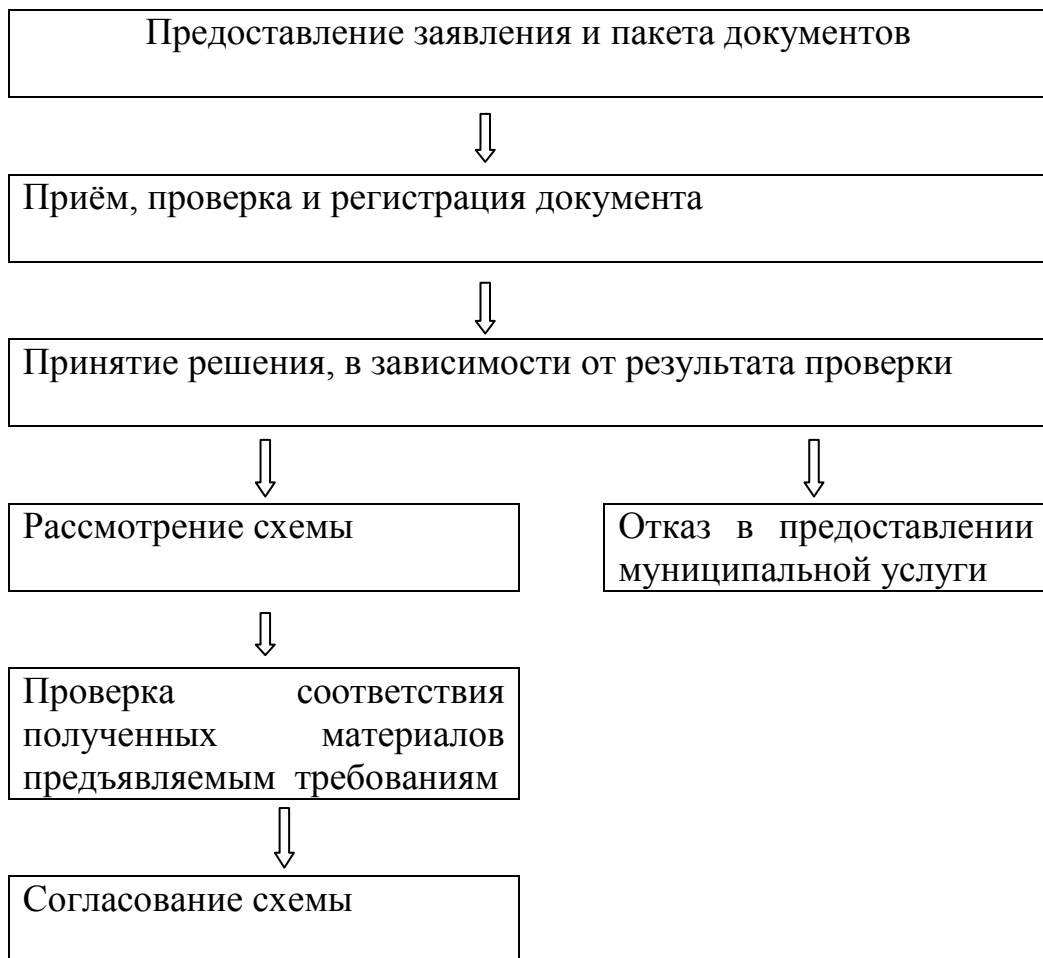 Предоставление заявления и пакета документов
Приём, проверка и регистрация документа
Принятие решения, в зависимости от результата проверки
Рассмотрение схемы
Отказ в предоставлении
муниципальной услуги
Проверка соответствия
полученных материалов
предъявляемым требованиям
Согласование схемы